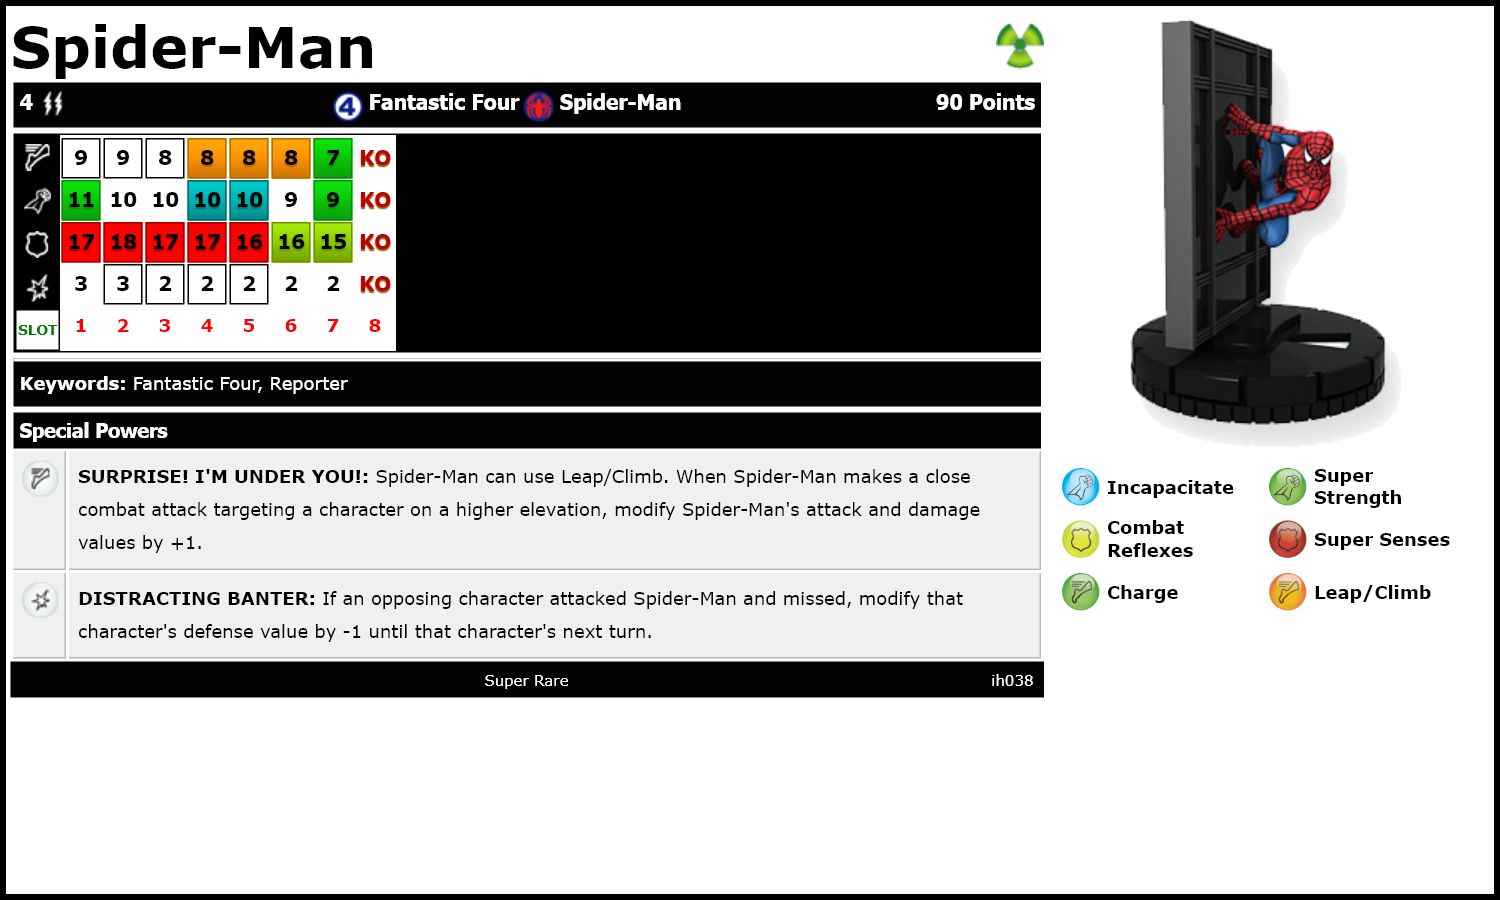 Spider-Man
4 4 Fantastic Four Spider-Man 90 Points
9 9 8 8 8 8 7 KO
11 10 10 10 10 9 9 KO
17 18 17 17 16 16 15 KO
3 3 2 2 2 2 2 KO
SLOT 1 2 3 4 5 6 7 8
Keywords: Fantastic Four, Reporter
Special Powers
SURPRISE! I'M UNDER YOU!: Spider-Man can use Leap/Climb. When Spider-Man makes a close
combat attack targeting a character on a higher elevation, modify Spider-Man's attack and damage
values by +1.
DISTRACTING BANTER: If an opposing character attacked Spider-Man and missed, modify that
character's defense value by -1 until that character's next turn.
Super Rare ih038
Incapacitate
Super
Strength
Combat
Reflexes
Super Senses
Charge
Leap/Climb